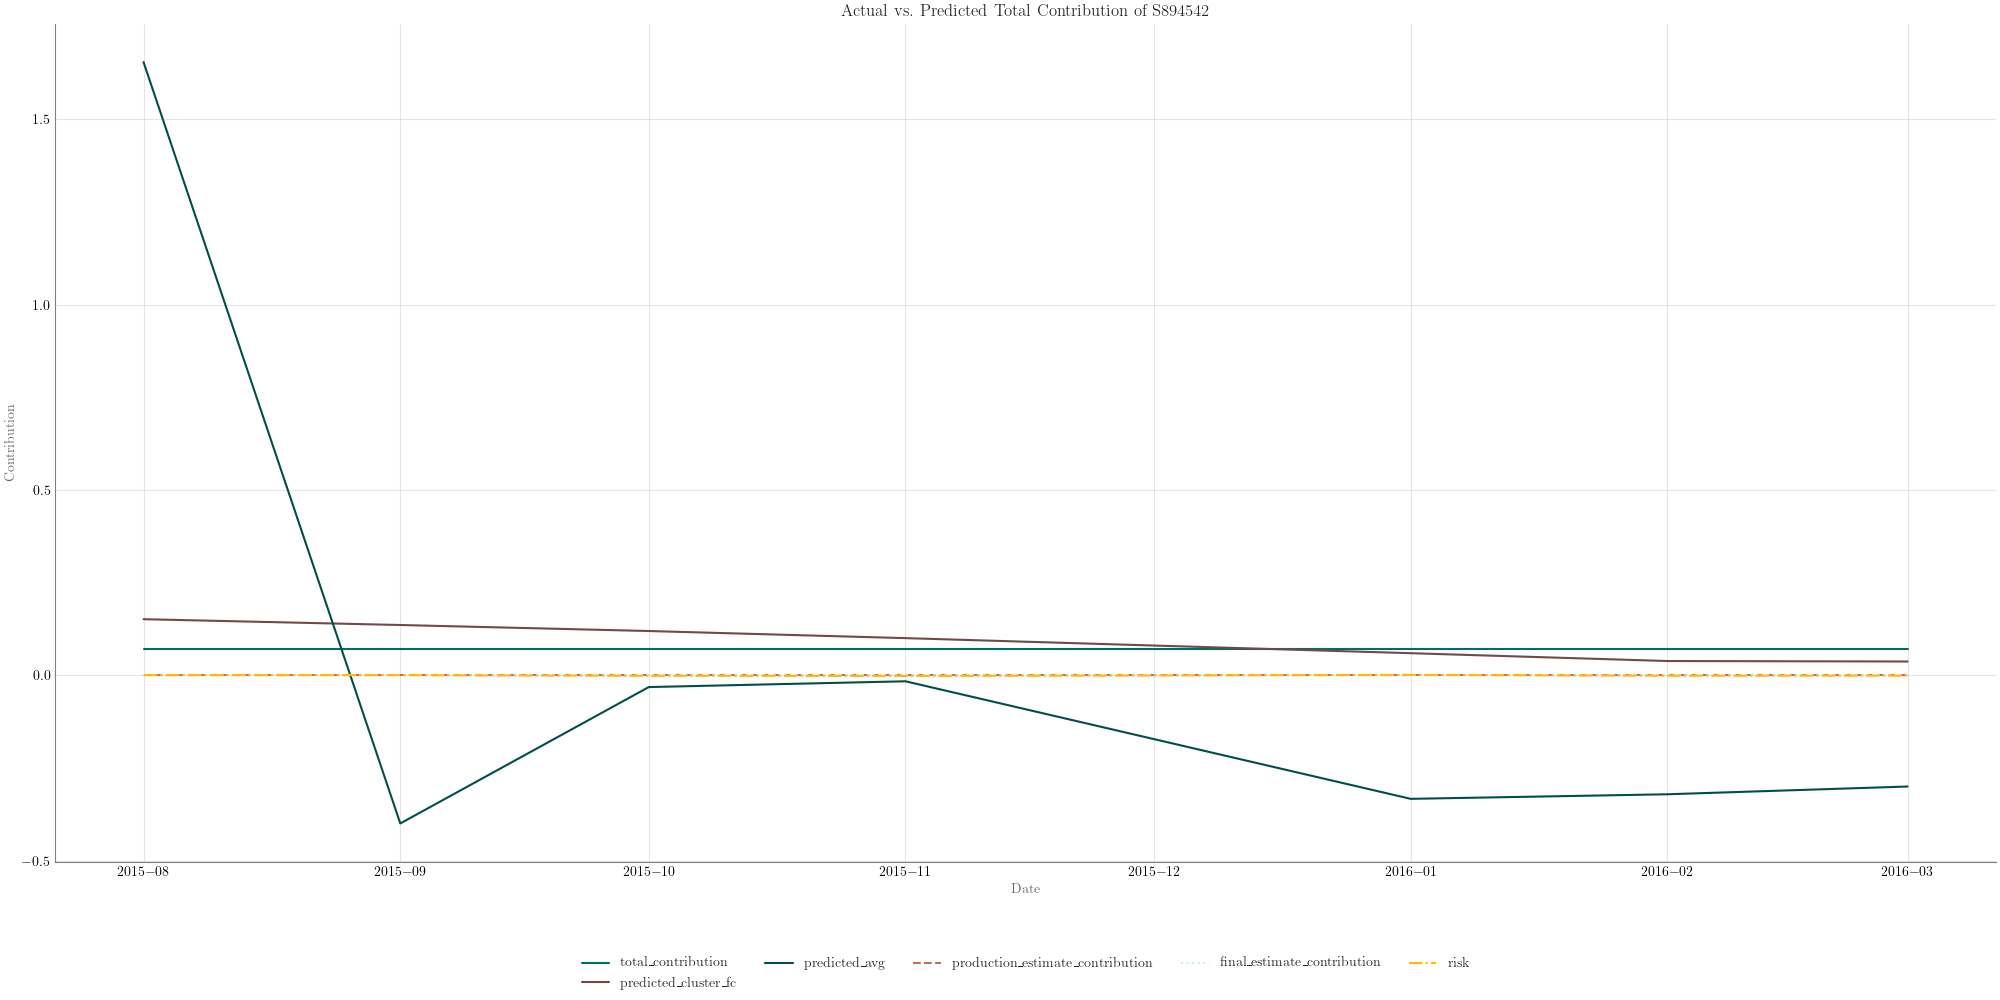 Actual vs. Predicted Total Contribution of S894542
Contribution
1.5
1.0
0.5
0.0
−0.5
2015−08 2015−09 2015−10 2015−11 2015−12 2016−01 2016−02 2016−03
Date
total_contribution predicted_avg production_estimate_contribution final_estimate_contribution risk
predicted_cluster_fc